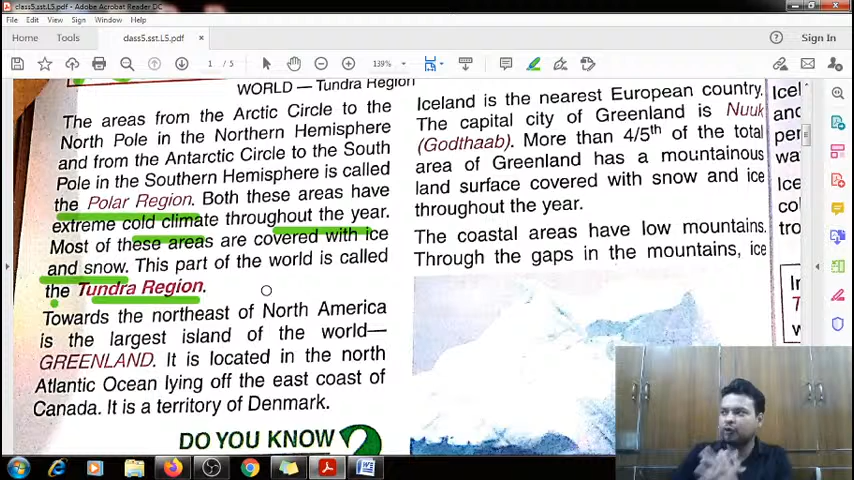 class5.sst.L5.pdf - Adobe Acrobat Reader DC
File Edit View Sign Window Help
Home Tools class5.sst.L5.pdf × Sign In
1 / 5 139%
WORLD — Tundra Region
The areas from the Arctic Circle to the
North Pole in the Northern Hemisphere
and from the Antarctic Circle to the South
Pole in the Southern Hemisphere is called
the Polar Region. Both these areas have
extreme cold climate throughout the year.
Most of these areas are covered with ice
and snow. This part of the world is called
the Tundra Region.
Towards the northeast of North America
is the largest island of the world—
GREENLAND. It is located in the north
Atlantic Ocean lying off the east coast of
Canada. It is a territory of Denmark.
DO YOU KNOW ?
Iceland is the nearest European country.
The capital city of Greenland is Nuuk
(Godthaab). More than 4/5th of the total
area of Greenland has a mountainous
land surface covered with snow and ice
throughout the year.
The coastal areas have low mountains.
Through the gaps in the mountains, ice
Icel
and
per
wa
Ice
col
tro
In
T
w